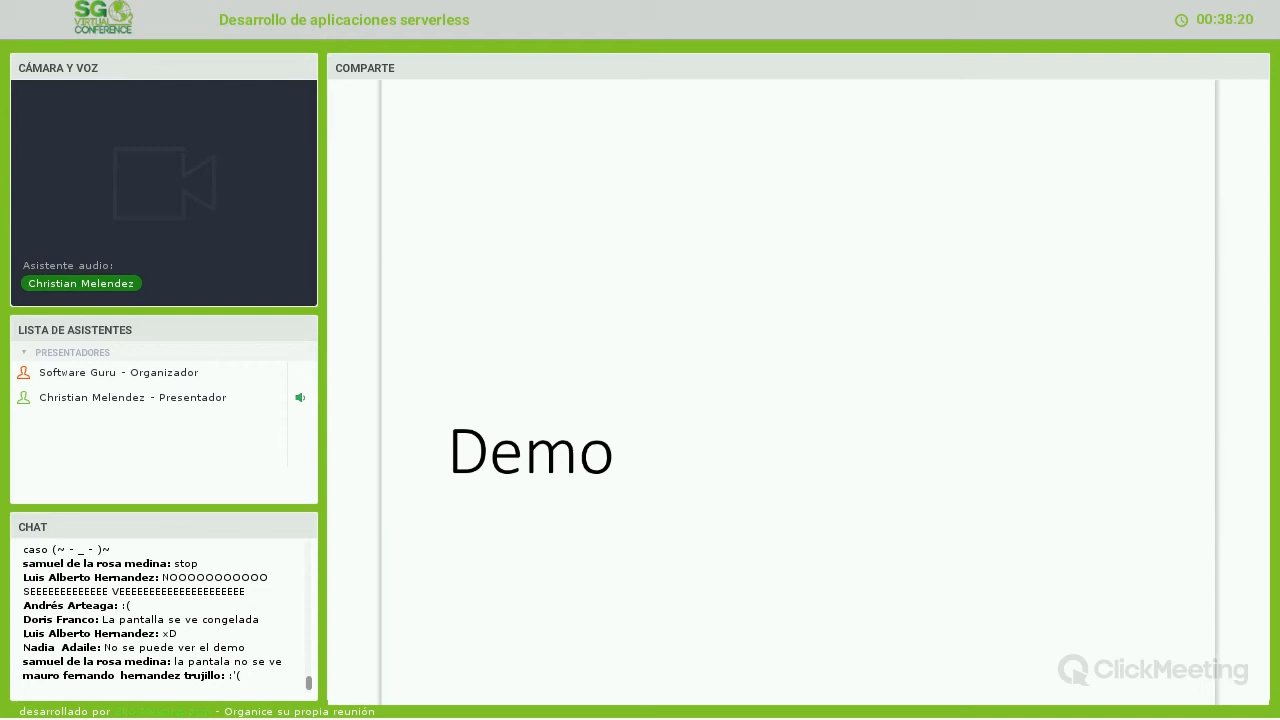 SG
VIRTUAL
CONFERENCE
Desarrollo de aplicaciones serverless
00:38:20
CÁMARA Y VOZ
Asistente audio:
Christian Melendez
LISTA DE ASISTENTES
PRESENTADORES
Software Guru - Organizador
Christian Melendez - Presentador
CHAT
caso (~ - _ - )~
samuel de la rosa medina: stop
Luis Alberto Hernandez: NOOOOOOOOOOO
SEEEEEEEEEEEEE VEEEEEEEEEEEEEEEEEEEEE
Andrés Arteaga: :(
Doris Franco: La pantalla se ve congelada
Luis Alberto Hernandez: xD
Nadia Adaile: No se puede ver el demo
samuel de la rosa medina: la pantala no se ve
mauro fernando hernandez trujillo: :'(
COMPARTE
Demo
ClickMeeting
desarrollado por - Organice su propia reunión